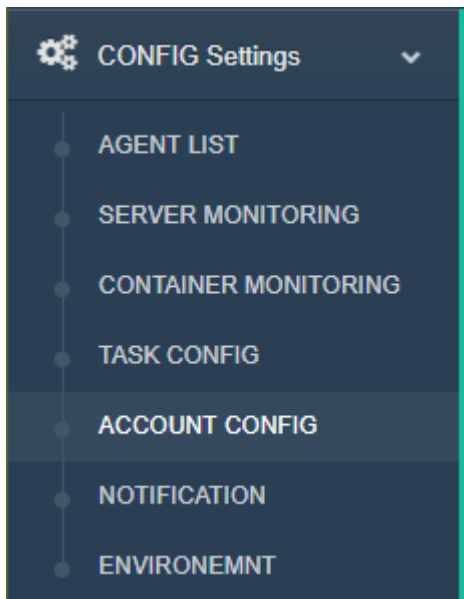 CONFIG Settings
AGENT LIST
SERVER MONITORING
CONTAINER MONITORING
TASK CONFIG
ACCOUNT CONFIG
NOTIFICATION
ENVIRONEMNT